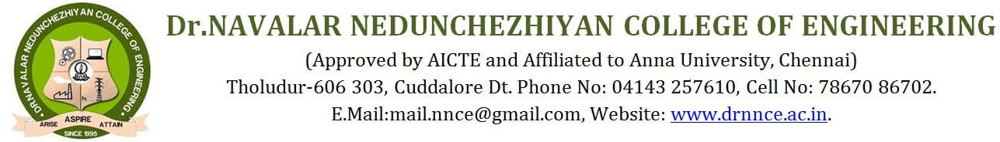 DR.NAVALAR NEDUNCHEZHIYAN COLLEGE OF ENGINEERING
ARISE ASPIRE ATTAIN
SINCE 1995
Dr.NAVALAR NEDUNCHEZHIYAN COLLEGE OF ENGINEERING
(Approved by AICTE and Affiliated to Anna University, Chennai)
Tholudur-606 303, Cuddalore Dt. Phone No: 04143 257610, Cell No: 78670 86702.
E.Mail:mail.nnce@gmail.com, Website: www.drnnce.ac.in.